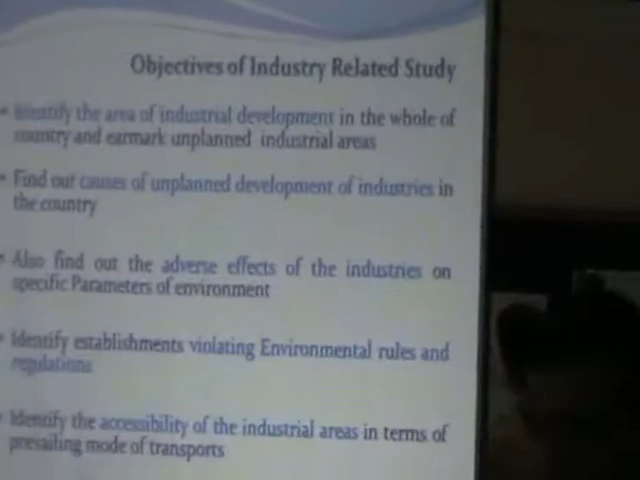 Objectives of Industry Related Study
Identify the area of industrial development in the whole of
country and earmark unplanned industrial areas
Find out causes of unplanned development of industries in
the country
Also find out the adverse effects of the industries on
specific Parameters of environment
Identify establishments violating Environmental rules and
regulations
Identify the accessibility of the industrial areas in terms of
prevailing mode of transports